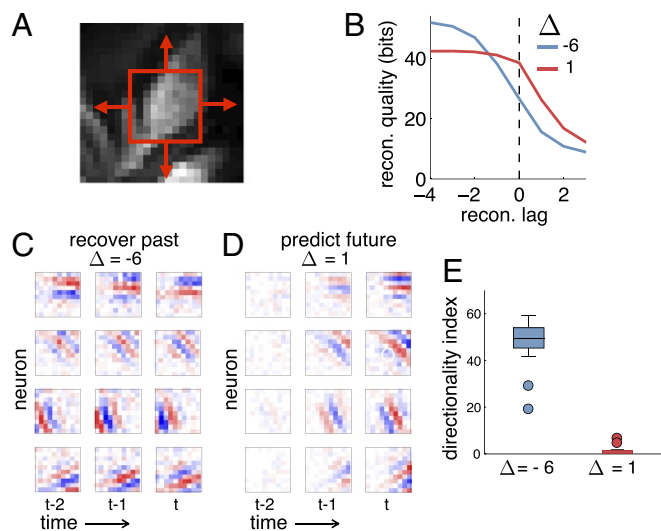 A
B
recon. quality (bits)
40
20
0
-4
-2
0
2
recon. lag
Δ
-6
1
C
recover past
Δ = -6
neuron
t-2
t-1
t
time
D
predict future
Δ = 1
neuron
t-2
t-1
t
time
E
directionality index
60
40
20
0
Δ = - 6
Δ = 1